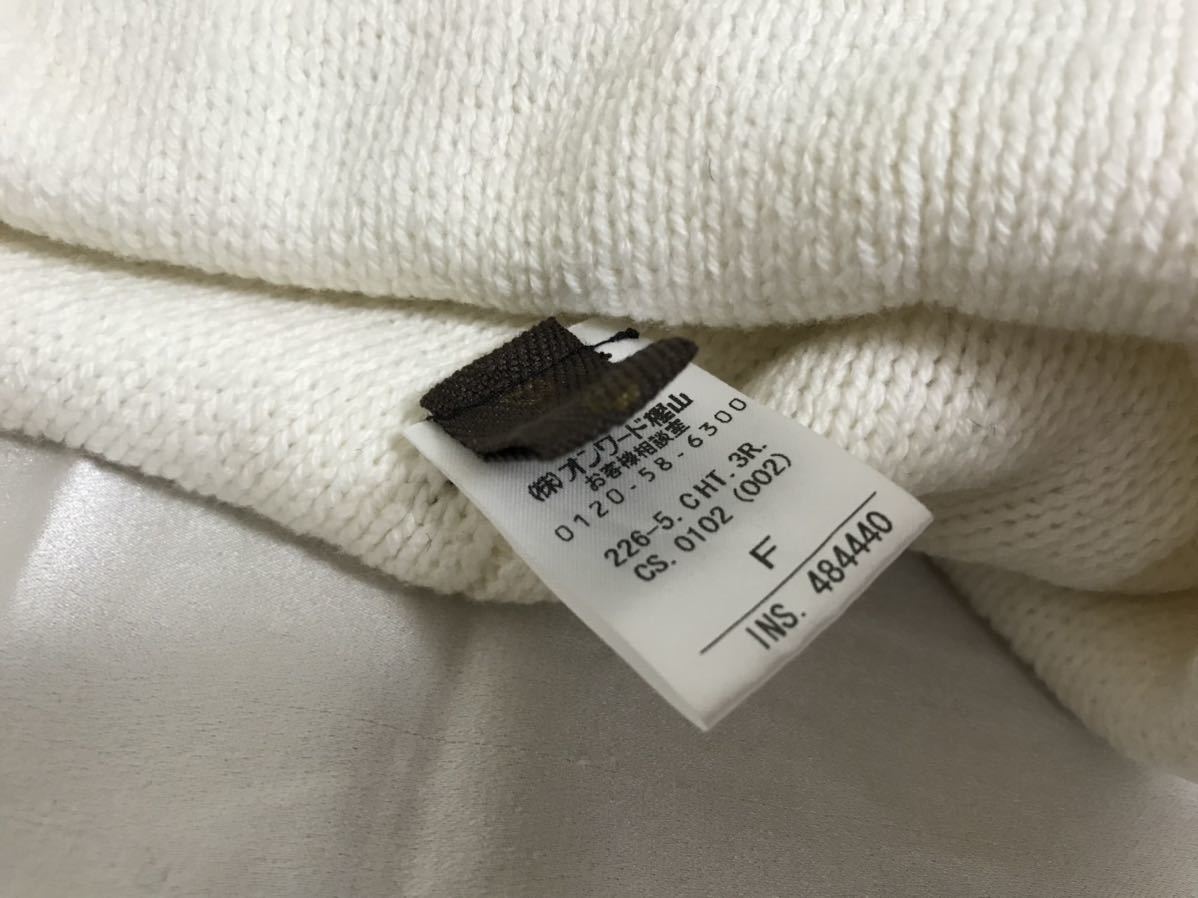 (株)オンワード樫山
お客様相談室
0120-58-6300
226-5. CHT. 3R.
CS. 0102 (002)
F
INS. 484440